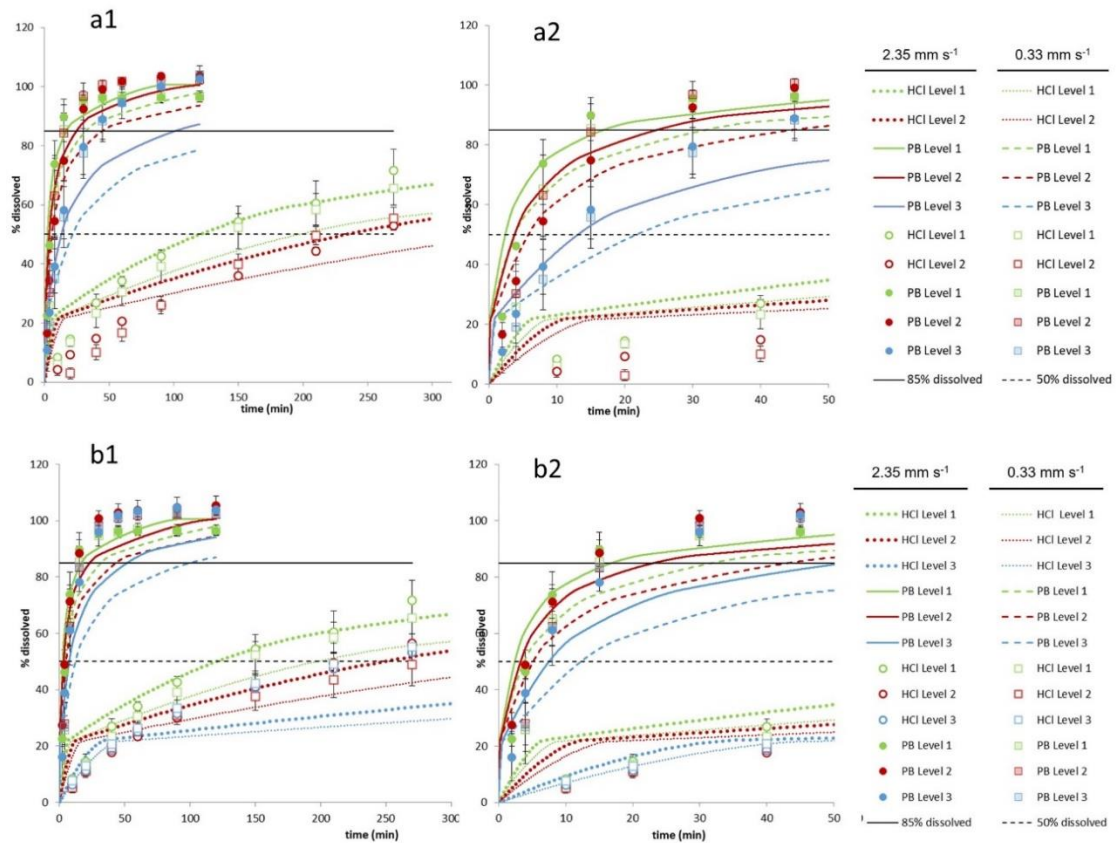 a1
120
100
80
60
40
20
0
% dissolved
0 50 100 150 200 250 300
time (min)
a2
120
100
80
60
40
20
0
0 10 20 30 40 50
time (min)
2.35 mm s⁻¹ 0.33 mm s⁻¹
HCl Level 1 HCl Level 1
HCl Level 2 HCl Level 2
PB Level 1 PB Level 1
PB Level 2 PB Level 2
PB Level 3 PB Level 3
HCl Level 1 HCl Level 1
HCl Level 2 HCl Level 2
PB Level 1 PB Level 1
PB Level 2 PB Level 2
PB Level 3 PB Level 3
85% dissolved 50% dissolved
b1
120
100
80
60
40
20
0
% dissolved
0 50 100 150 200 250 300
time (min)
b2
120
100
80
60
40
20
0
0 10 20 30 40 50
time (min)
2.35 mm s⁻¹ 0.33 mm s⁻¹
HCl Level 1 HCl Level 1
HCl Level 2 HCl Level 2
HCl Level 3 HCl Level 3
PB Level 1 PB Level 1
PB Level 2 PB Level 2
PB Level 3 PB Level 3
HCl Level 1 HCl Level 1
HCl Level 2 HCl Level 2
HCl Level 3 HCl Level 3
PB Level 1 PB Level 1
PB Level 2 PB Level 2
PB Level 3 PB Level 3
85% dissolved 50% dissolved